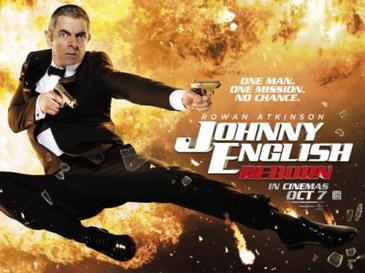 ONE MAN.
ONE MISSION.
NO CHANCE.
ROWAN ATKINSON
JOHNNY
ENGLISH
REBORN
IN CINEMAS
OCT 7